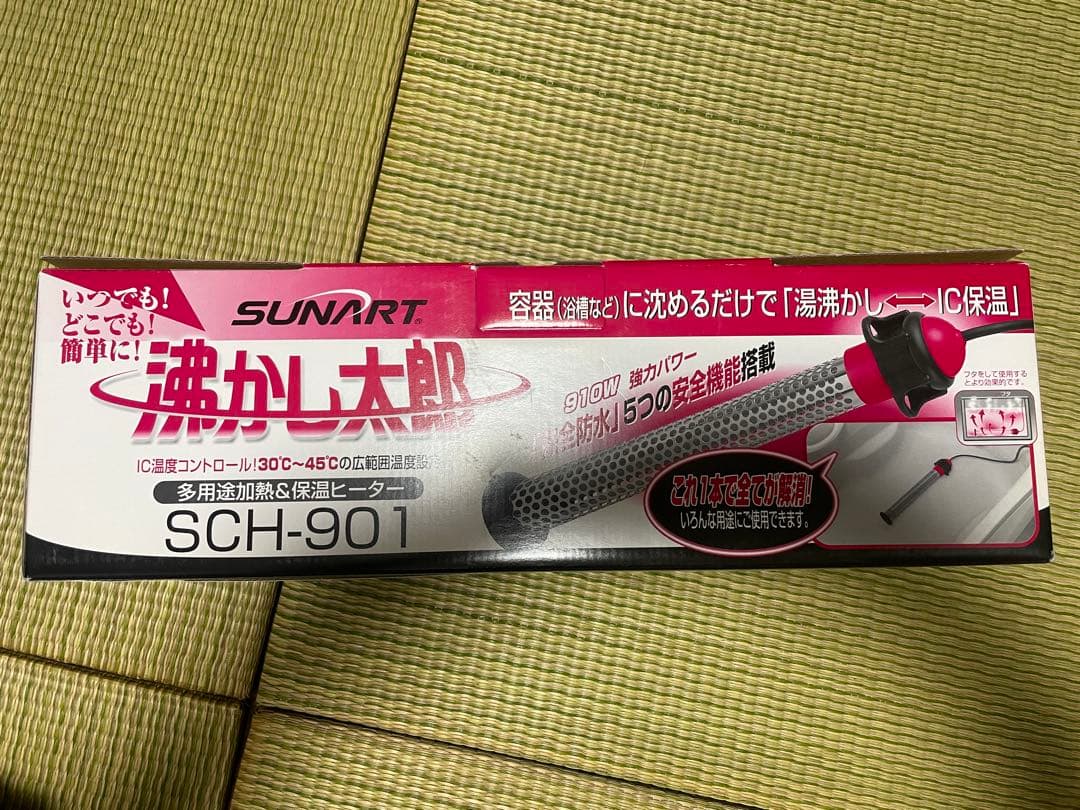 いつでも!
どこでも!
簡単に!
SUNART®
沸かし太郎
IC温度コントロール!30℃〜45℃の広範囲温度設定
多用途加熱&保温ヒーター
SCH-901
容器(浴槽など)に沈めるだけで「湯沸かし⟷IC保温」
910W 強力パワー
全防水」5つの安全機能搭載
フタをして使用する
とより効果的です。
フタ
これ1本で全てが解消!
いろんな用途にご使用できます。